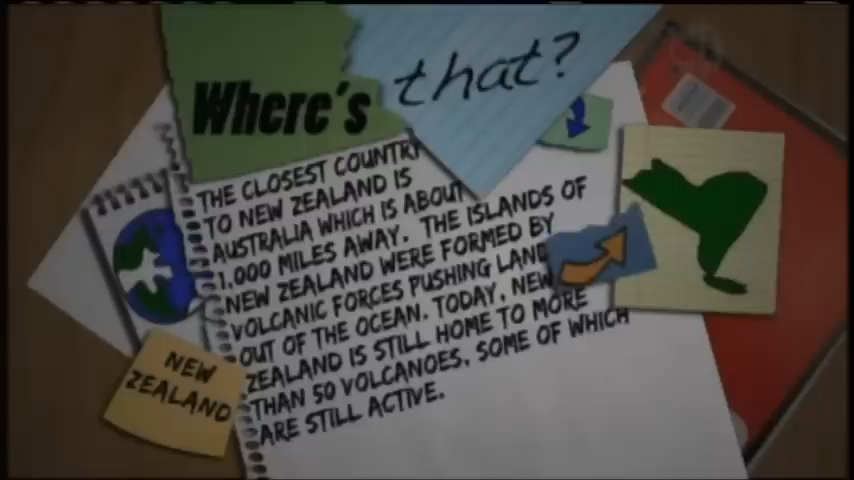 Where's that?
THE CLOSEST COUNTRY
TO NEW ZEALAND IS
AUSTRALIA WHICH IS ABOUT
1,000 MILES AWAY. THE ISLANDS OF
NEW ZEALAND WERE FORMED BY
VOLCANIC FORCES PUSHING LAND
OUT OF THE OCEAN. TODAY, NEW
ZEALAND IS STILL HOME TO MORE
THAN 50 VOLCANOES, SOME OF WHICH
ARE STILL ACTIVE.
NEW
ZEALAND